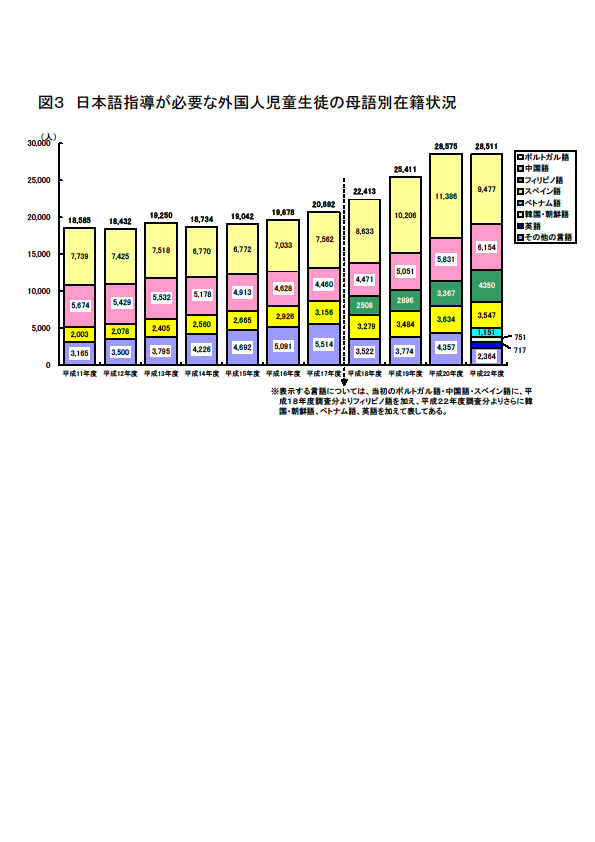 図3 日本語指導が必要な外国人児童生徒の母語別在籍状況
(人)
30,000
25,000
20,000
15,000
10,000
5,000
0
18,585
7,739
5,674
2,003
3,165
平成11年度
18,432
7,425
5,429
2,078
3,500
平成12年度
19,250
7,518
5,532
2,405
3,795
平成13年度
18,734
6,770
5,178
2,560
4,226
平成14年度
19,042
6,772
4,913
2,665
4,692
平成15年度
19,678
7,033
4,628
2,926
5,091
平成16年度
20,692
7,562
4,460
3,156
5,514
平成17年度
22,413
8,633
4,471
2508
3,279
3,522
平成18年度
25,411
10,206
5,051
2896
3,484
3,774
平成19年度
28,575
11,386
5,831
3,367
3,634
4,357
平成20年度
28,511
9,477
6,154
4350
3,547
1,151
751
717
2,364
平成22年度
ポルトガル語
中国語
フィリピノ語
スペイン語
ベトナム語
韓国・朝鮮語
英語
その他の言語
※表示する言語については、当初のポルトガル語・中国語・スペイン語に、平
成18年度調査分よりフィリピノ語を加え、平成22年度調査分よりさらに韓
国・朝鮮語、ベトナム語、英語を加えて表してある。